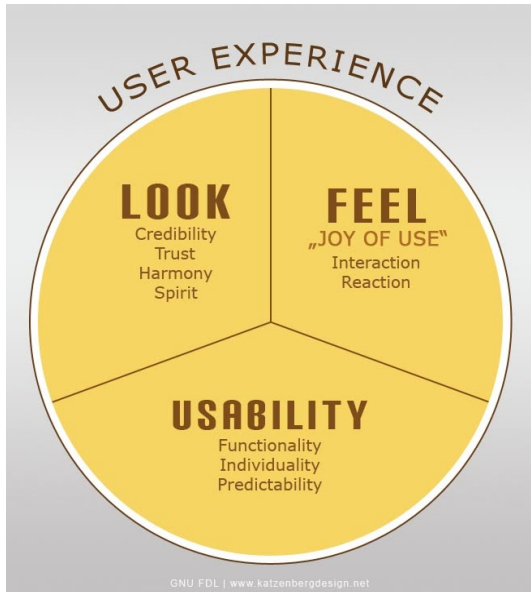 USER EXPERIENCE
LOOK
Credibility
Trust
Harmony
Spirit
FEEL
„JOY OF USE“
Interaction
Reaction
USABILITY
Functionality
Individuality
Predictability
GNU FDL | www.katzenbergdesign.net